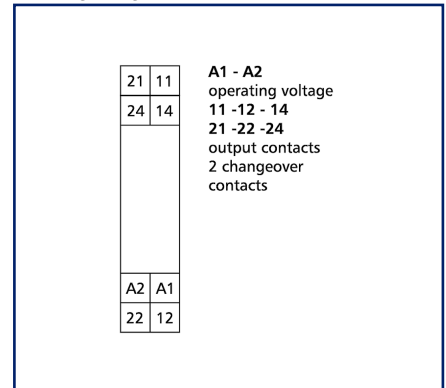 21 11
24 14
A2 A1
22 12
A1 - A2
operating voltage
11 -12 - 14
21 -22 -24
output contacts
2 changeover
contacts